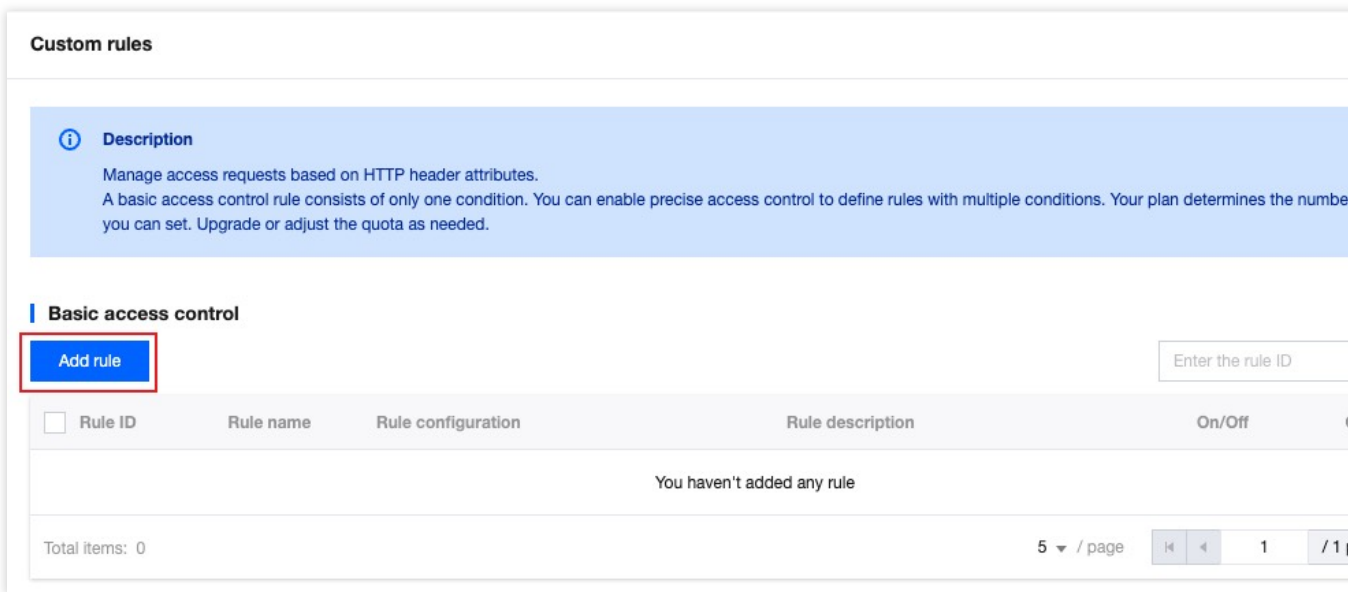 Custom rules
Description
Manage access requests based on HTTP header attributes.
A basic access control rule consists of only one condition. You can enable precise access control to define rules with multiple conditions. Your plan determines the numbe
you can set. Upgrade or adjust the quota as needed.
Basic access control
Add rule
Enter the rule ID
Rule ID Rule name Rule configuration Rule description On/Off
You haven't added any rule
Total items: 0 5 / page 1 / 1 p